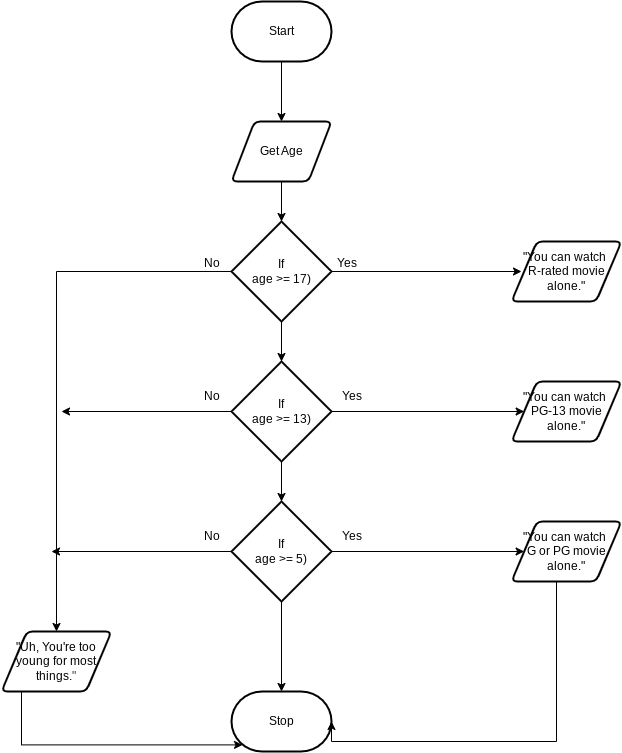 Start
Get Age
If
age >= 17)
No
Yes
"You can watch
R-rated movie
alone."
If
age >= 13)
No
Yes
"You can watch
PG-13 movie
alone."
If
age >= 5)
No
Yes
"You can watch
G or PG movie
alone."
"Uh, You're too
young for most
things."
Stop